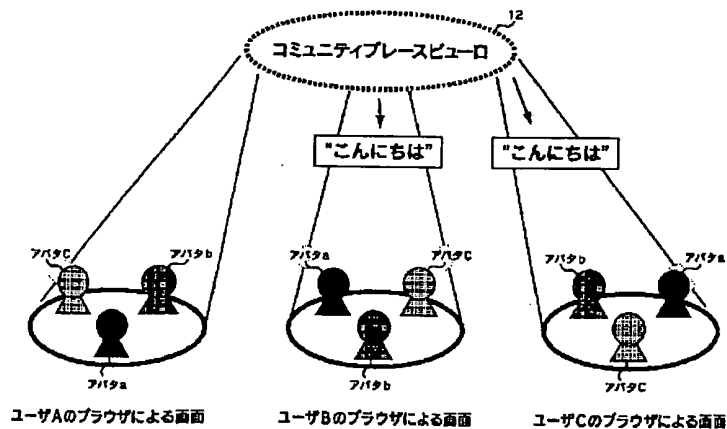 12
コミュニティプレースビューロ
"こんにちは"
"こんにちは"
アバタC
アバタb
アバタa
アバタa
アバタC
アバタb
アバタb
アバタa
アバタC
ユーザAのブラウザによる画面
ユーザBのブラウザによる画面
ユーザCのブラウザによる画面